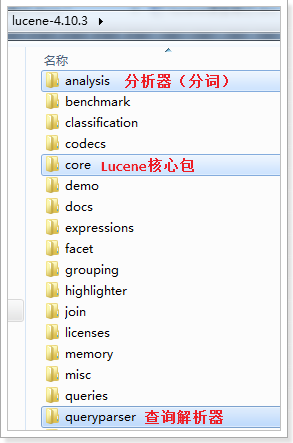 lucene-4.10.3
名称
analysis 分析器（分词）
benchmark
classification
codecs
core Lucene核心包
demo
docs
expressions
facet
grouping
highlighter
join
licenses
memory
misc
queries
queryparser 查询解析器